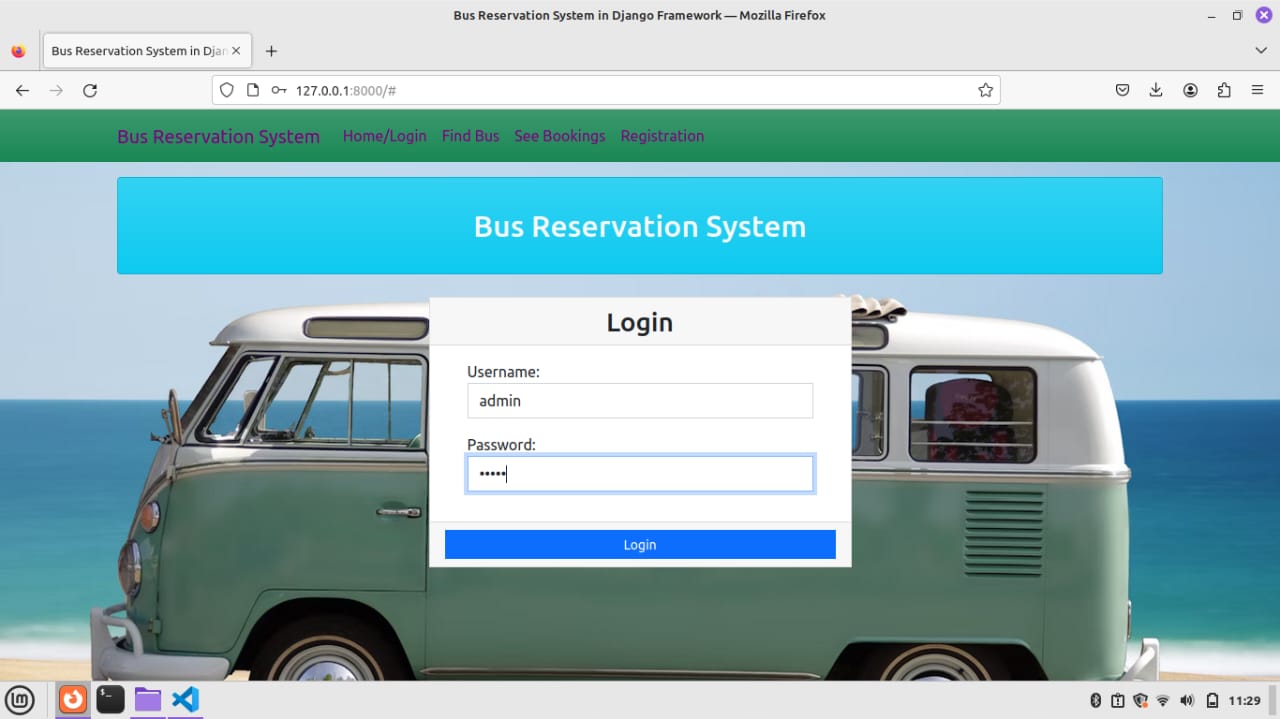 Bus Reservation System in Django Framework — Mozilla Firefox
Bus Reservation System in Djan
127.0.0.1:8000/#
Bus Reservation System Home/Login Find Bus See Bookings Registration
Bus Reservation System
Login
Username:
admin
Password:
•••••
Login
11:29